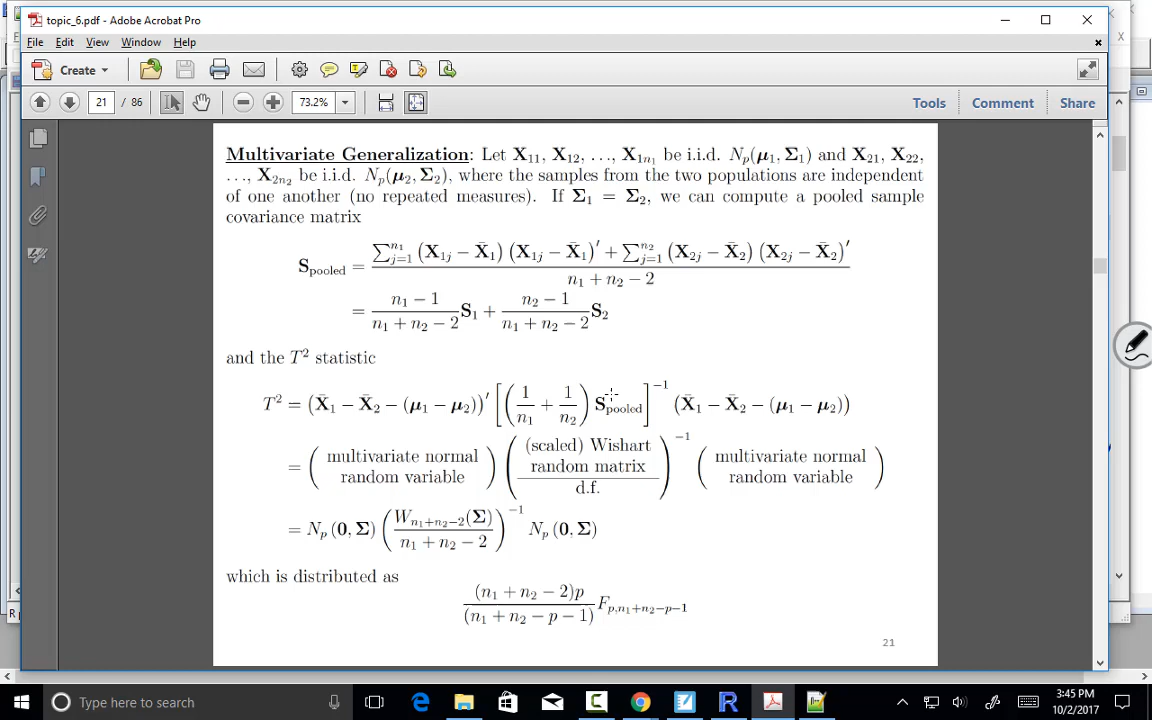 topic_6.pdf - Adobe Acrobat Pro
File Edit View Window Help
Create
21 / 86 73.2% Tools Comment Share
Multivariate Generalization: Let X₁₁, X₁₂, ..., X₁ₙ₁ be i.i.d. Nₚ(μ₁, Σ₁) and X₂₁, X₂₂,
..., X₂ₙ₂ be i.i.d. Nₚ(μ₂, Σ₂), where the samples from the two populations are independent
of one another (no repeated measures). If Σ₁ = Σ₂, we can compute a pooled sample
covariance matrix
S_pooled = (∑_{j=1}^{n₁} (X₁ⱼ − X̄₁) (X₁ⱼ − X̄₁)′ + ∑_{j=1}^{n₂} (X₂ⱼ − X̄₂) (X₂ⱼ − X̄₂)′) / (n₁ + n₂ − 2)
= (n₁ − 1)/(n₁ + n₂ − 2) S₁ + (n₂ − 1)/(n₁ + n₂ − 2) S₂
and the T² statistic
T² = (X̄₁ − X̄₂ − (μ₁ − μ₂))′ [(1/n₁ + 1/n₂) S_pooled]⁻¹ (X̄₁ − X̄₂ − (μ₁ − μ₂))
= (multivariate normal random variable) ((scaled) Wishart random matrix / d.f.)⁻¹ (multivariate normal random variable)
= Nₚ (0, Σ) (W_{n₁+n₂−2}(Σ) / (n₁ + n₂ − 2))⁻¹ Nₚ (0, Σ)
which is distributed as
(n₁ + n₂ − 2)p / (n₁ + n₂ − p − 1) F_{p,n₁+n₂−p−1}
21
R p
Type here to search
3:45 PM
10/2/2017